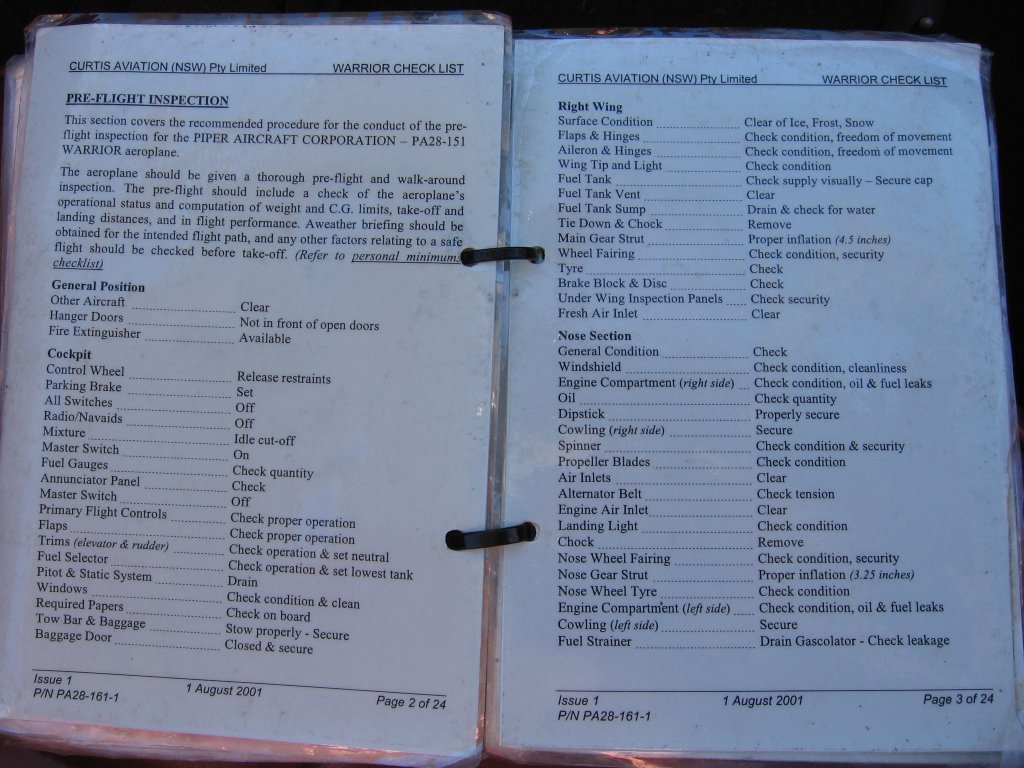 CURTIS AVIATION (NSW) Pty Limited WARRIOR CHECK LIST
PRE-FLIGHT INSPECTION
This section covers the recommended procedure for the conduct of the pre-
flight inspection for the PIPER AIRCRAFT CORPORATION – PA28-151
WARRIOR aeroplane.
The aeroplane should be given a thorough pre-flight and walk-around
inspection. The pre-flight should include a check of the aeroplane's
operational status and computation of weight and C.G. limits, take-off and
landing distances, and in flight performance. Aweather briefing should be
obtained for the intended flight path, and any other factors relating to a safe
flight should be checked before take-off. (Refer to personal minimums
checklist)
General Position
Other Aircraft Clear
Hanger Doors Not in front of open doors
Fire Extinguisher Available
Cockpit
Control Wheel Release restraints
Parking Brake Set
All Switches Off
Radio/Navaids Off
Mixture Idle cut-off
Master Switch On
Fuel Gauges Check quantity
Annunciator Panel Check
Master Switch Off
Primary Flight Controls Check proper operation
Flaps Check proper operation
Trims (elevator & rudder) Check operation & set neutral
Fuel Selector Check operation & set lowest tank
Pitot & Static System Drain
Windows Check condition & clean
Required Papers Check on board
Tow Bar & Baggage Stow properly - Secure
Baggage Door Closed & secure
Issue 1 1 August 2001 Page 2 of 24
P/N PA28-161-1
CURTIS AVIATION (NSW) Pty Limited WARRIOR CHECK LIST
Right Wing
Surface Condition Clear of Ice, Frost, Snow
Flaps & Hinges Check condition, freedom of movement
Aileron & Hinges Check condition, freedom of movement
Wing Tip and Light Check condition
Fuel Tank Check supply visually – Secure cap
Fuel Tank Vent Clear
Fuel Tank Sump Drain & check for water
Tie Down & Chock Remove
Main Gear Strut Proper inflation (4.5 inches)
Wheel Fairing Check condition, security
Tyre Check
Brake Block & Disc Check
Under Wing Inspection Panels Check security
Fresh Air Inlet Clear
Nose Section
General Condition Check
Windshield Check condition, cleanliness
Engine Compartment (right side) Check condition, oil & fuel leaks
Oil Check quantity
Dipstick Properly secure
Cowling (right side) Secure
Spinner Check condition & security
Propeller Blades Check condition
Air Inlets Clear
Alternator Belt Check tension
Engine Air Inlet Clear
Landing Light Check condition
Chock Remove
Nose Wheel Fairing Check condition, security
Nose Gear Strut Proper inflation (3.25 inches)
Nose Wheel Tyre Check condition
Engine Compartment (left side) Check condition, oil & fuel leaks
Cowling (left side) Secure
Fuel Strainer Drain Gascolator - Check leakage
Issue 1 1 August 2001 Page 3 of 24
P/N PA28-161-1